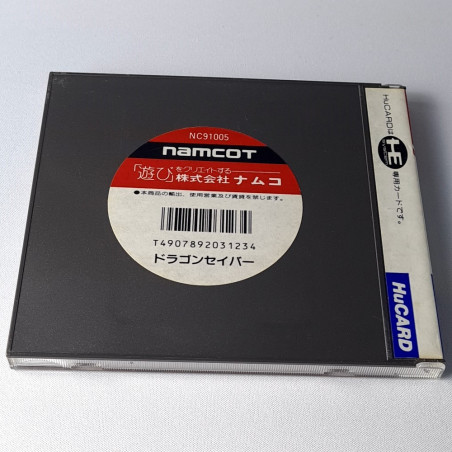 NC91005
namcot
「遊び」をクリエイトする
株式会社ナムコ
●本商品の輸出、使用営業及び賃貸を禁じます。
T4907892031234
ドラゴンセイバー
HuCARDは
専用カードです。
HuCARD